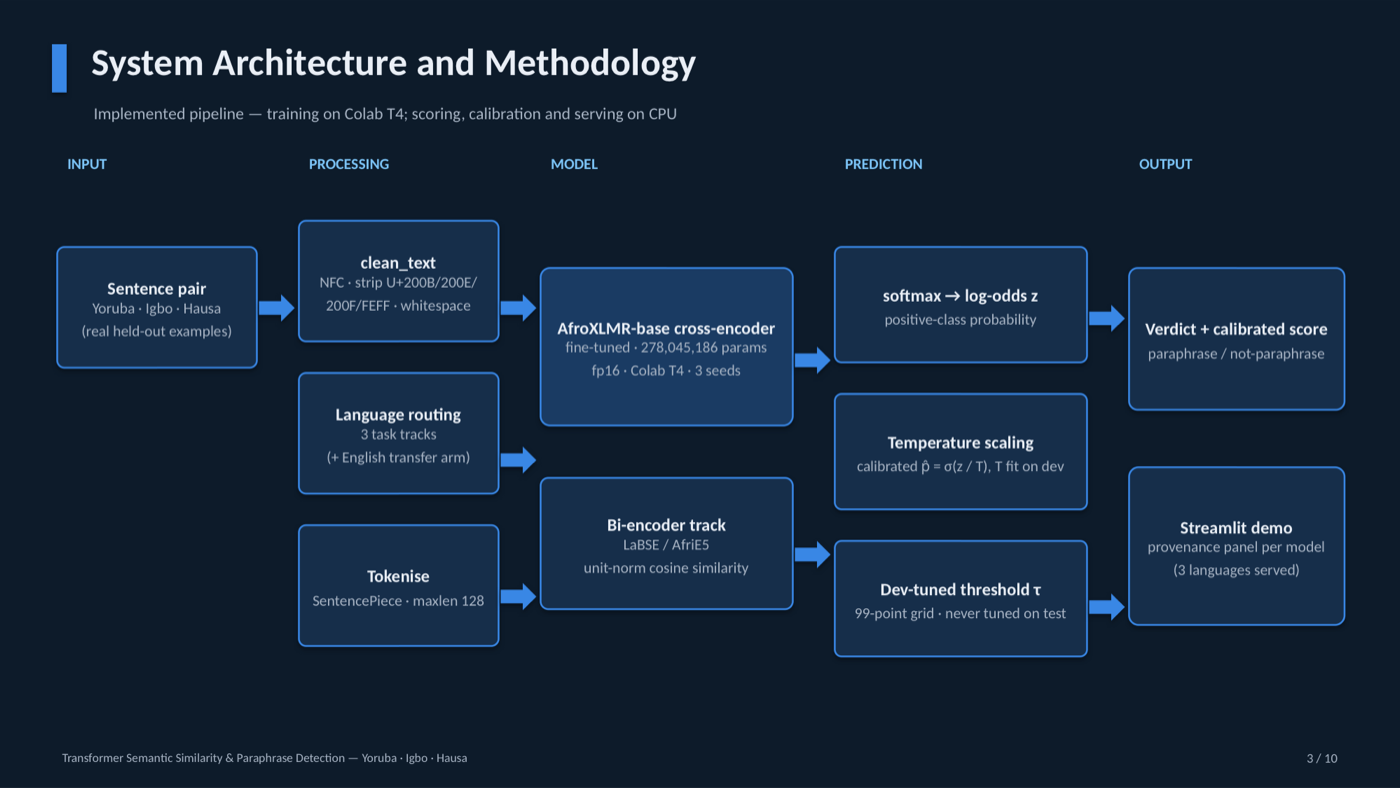 System Architecture and Methodology
Implemented pipeline — training on Colab T4; scoring, calibration and serving on CPU
INPUT
PROCESSING
MODEL
PREDICTION
OUTPUT
Sentence pair
Yoruba · Igbo · Hausa
(real held-out examples)
clean_text
NFC · strip U+200B/200E/
200F/FEFF · whitespace
Language routing
3 task tracks
(+ English transfer arm)
Tokenise
SentencePiece · maxlen 128
AfroXLMR-base cross-encoder
fine-tuned · 278,045,186 params
fp16 · Colab T4 · 3 seeds
Bi-encoder track
LaBSE / AfriE5
unit-norm cosine similarity
softmax → log-odds z
positive-class probability
Temperature scaling
calibrated p̂ = σ(z / T), T fit on dev
Dev-tuned threshold τ
99-point grid · never tuned on test
Verdict + calibrated score
paraphrase / not-paraphrase
Streamlit demo
provenance panel per model
(3 languages served)
Transformer Semantic Similarity & Paraphrase Detection — Yoruba · Igbo · Hausa
3 / 10